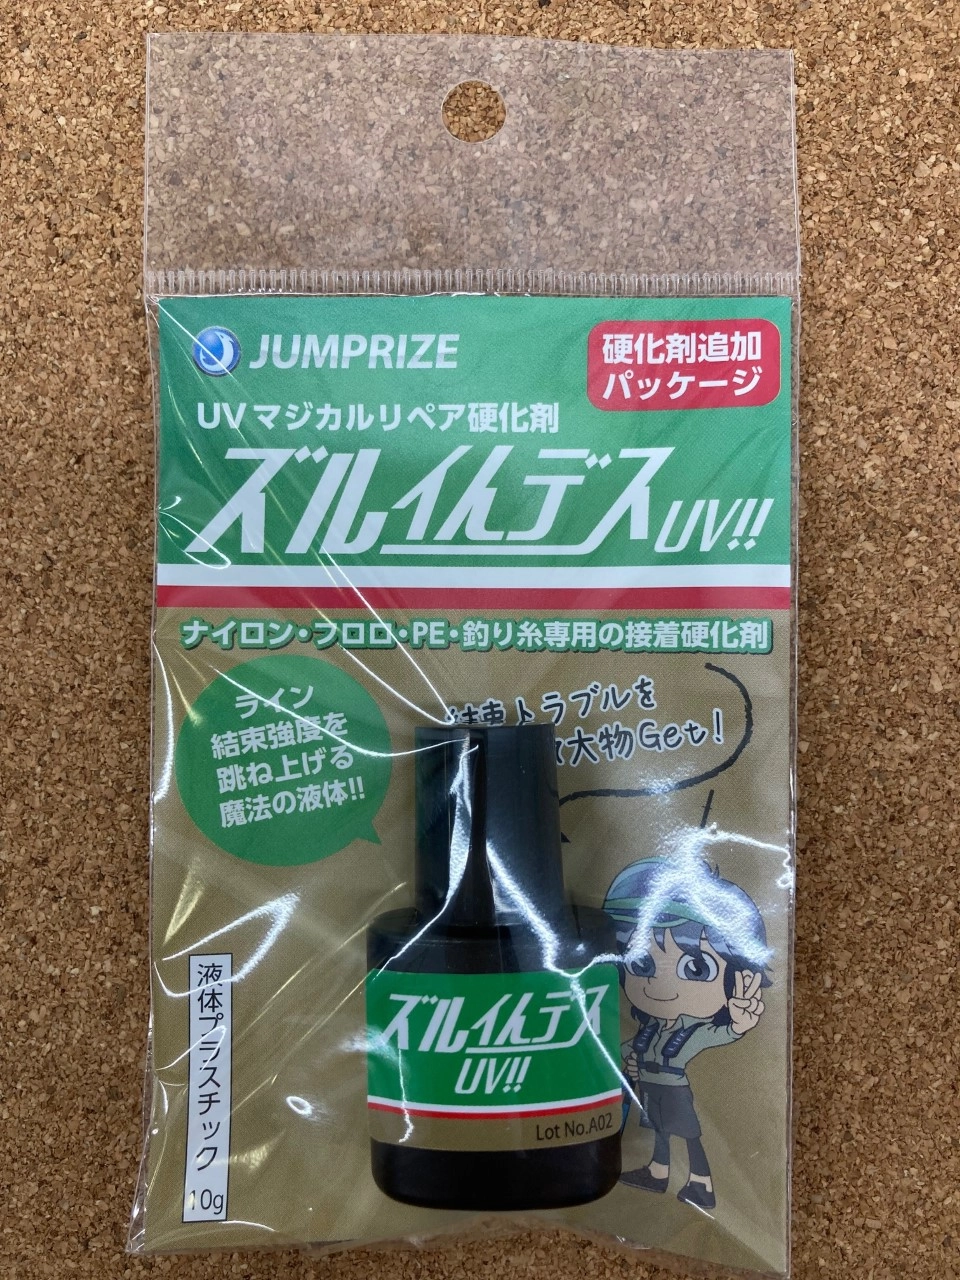 JUMPRIZE
硬化剤追加
パッケージ
UVマジカルリペア硬化剤
ズルイんデスUV!!
ナイロン・フロロ・PE・釣り糸専用の接着硬化剤
ライン
結束強度を
跳ね上げる
魔法の液体!!
結束トラブルを
大物Get!
液体プラスチック 10g
ズルイんデス
UV!!
Lot No.A02